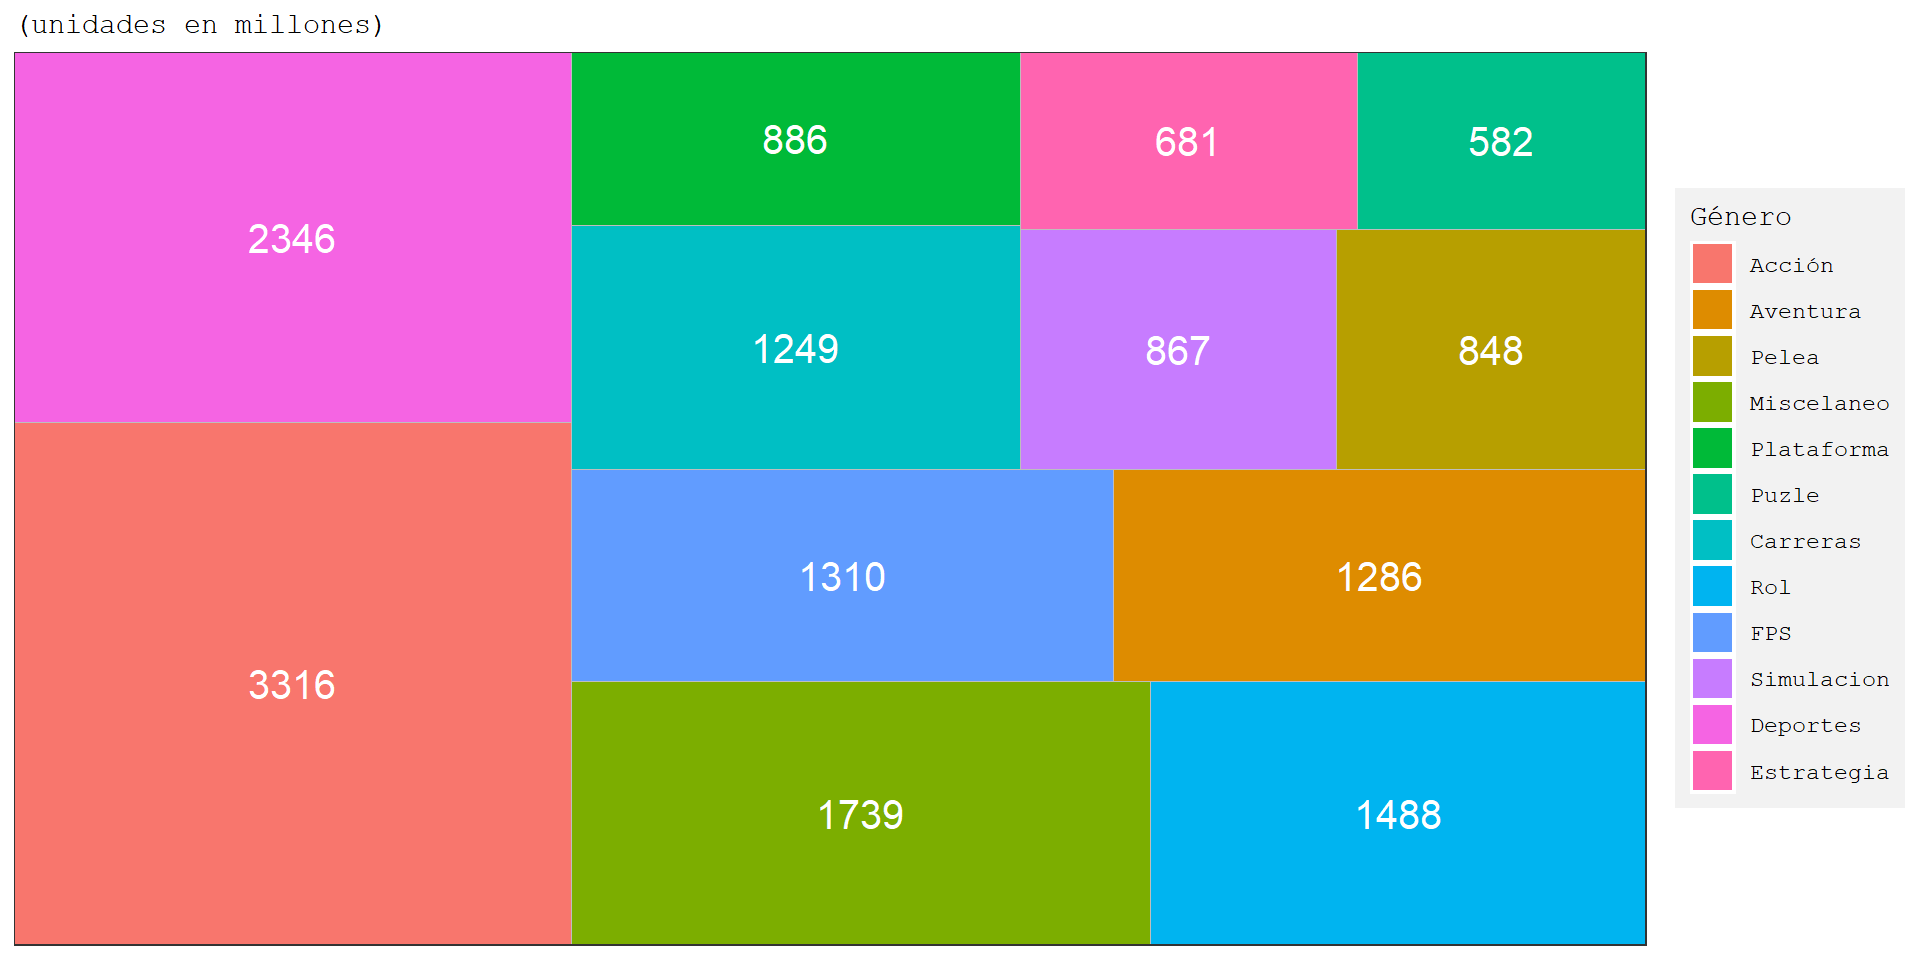 (unidades en millones)
2346
886
681
582
1249
867
848
3316
1310
1286
1739
1488
Género
Acción
Aventura
Pelea
Miscelaneo
Plataforma
Puzle
Carreras
Rol
FPS
Simulacion
Deportes
Estrategia